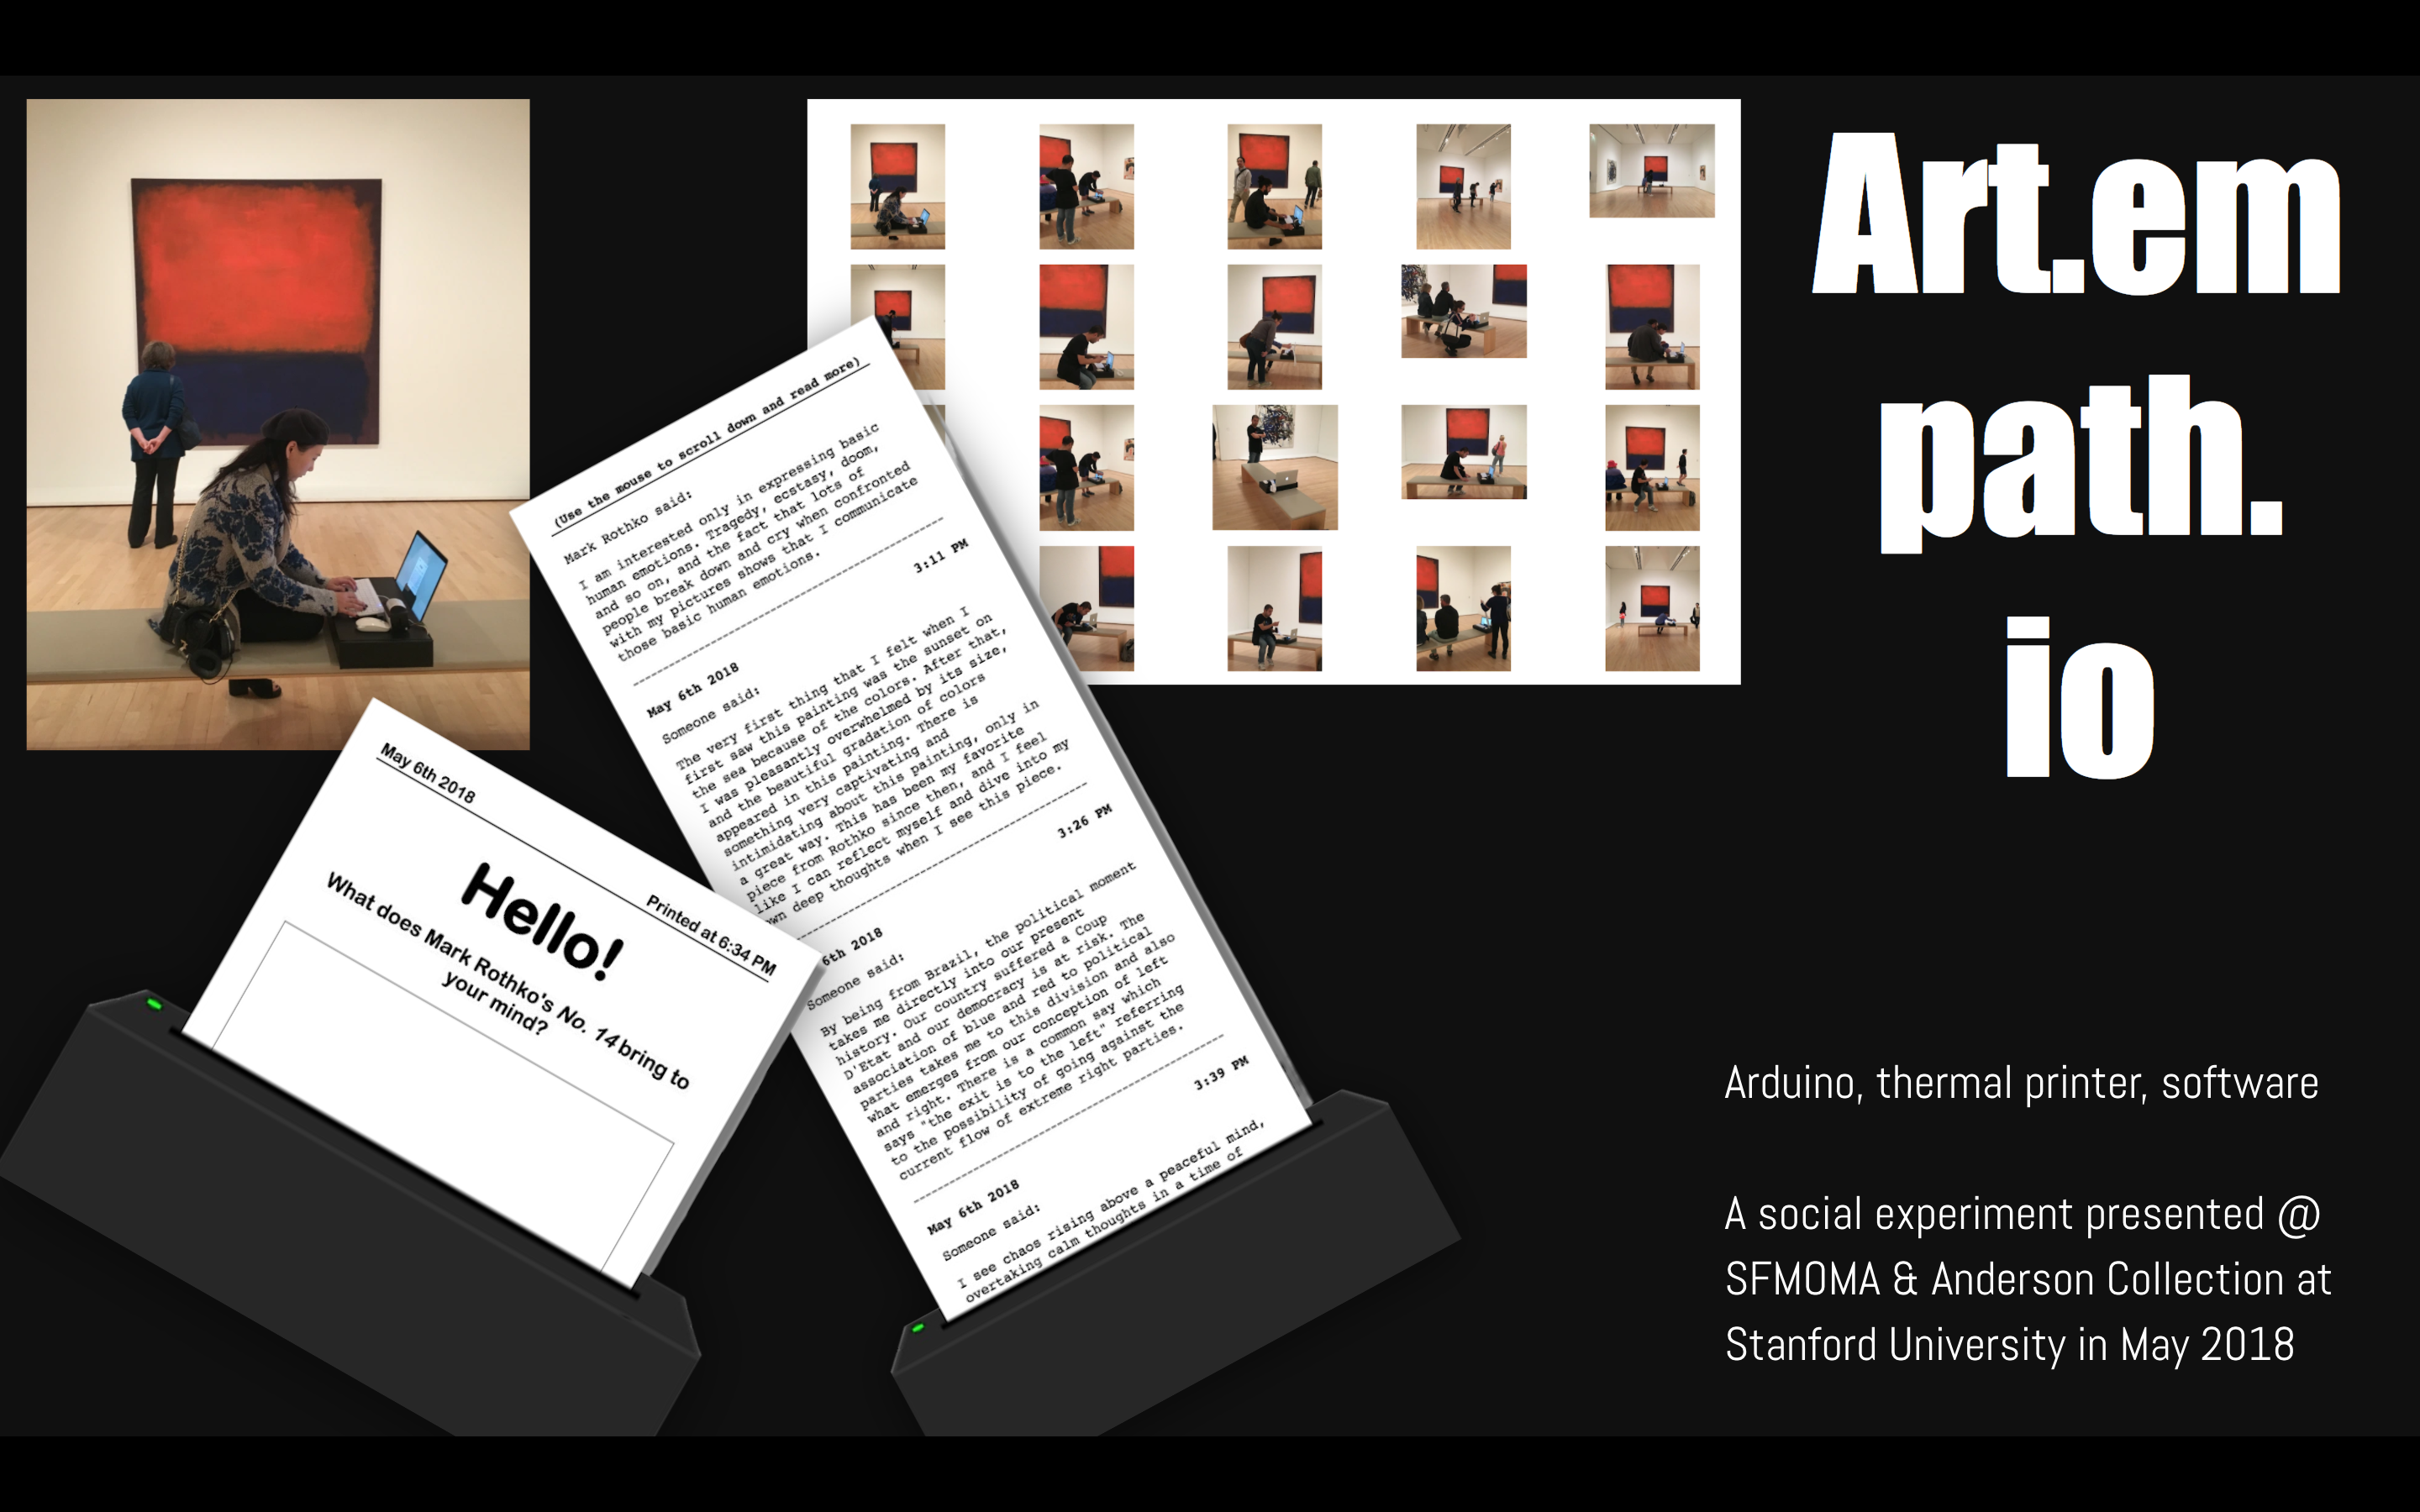 Art.em
path.
io
(Use the mouse to scroll down and read more)
Mark Rothko said:
I am interested only in expressing basic
human emotions. Tragedy, ecstasy, doom,
and so on, and the fact that lots of
people break down and cry when confronted
with my pictures shows that I communicate
those basic human emotions.
3:11 PM
May 6th 2018
Someone said:
The very first thing that I felt when I
first saw this painting was the sunset on
the sea because of the colors. After that,
I was pleasantly overwhelmed by its size,
and the beautiful gradation of colors
appeared in this painting. There is
something very captivating and
intimidating about this painting, only in
a great way. This has been my favorite
piece from Rothko since then, and I feel
like I can reflect myself and dive into my
wn deep thoughts when I see this piece.
3:26 PM
6th 2018
Someone said:
By being from Brazil, the political moment
takes me directly into our present
history. Our country suffered a Coup
D'Etat and our democracy is at risk. The
association of blue and red to political
parties takes me to this division and also
what emerges from our conception of left
and right. There is a common say which
says "the exit is to the left" referring
to the possibility of going against the
current flow of extreme right parties.
3:39 PM
May 6th 2018
Someone said:
I see chaos rising above a peaceful mind,
overtaking calm thoughts in a time of
May 6th 2018
Printed at 6:34 PM
Hello!
What does Mark Rothko's No. 14 bring to
your mind?
Arduino, thermal printer, software
A social experiment presented @
SFMOMA & Anderson Collection at
Stanford University in May 2018